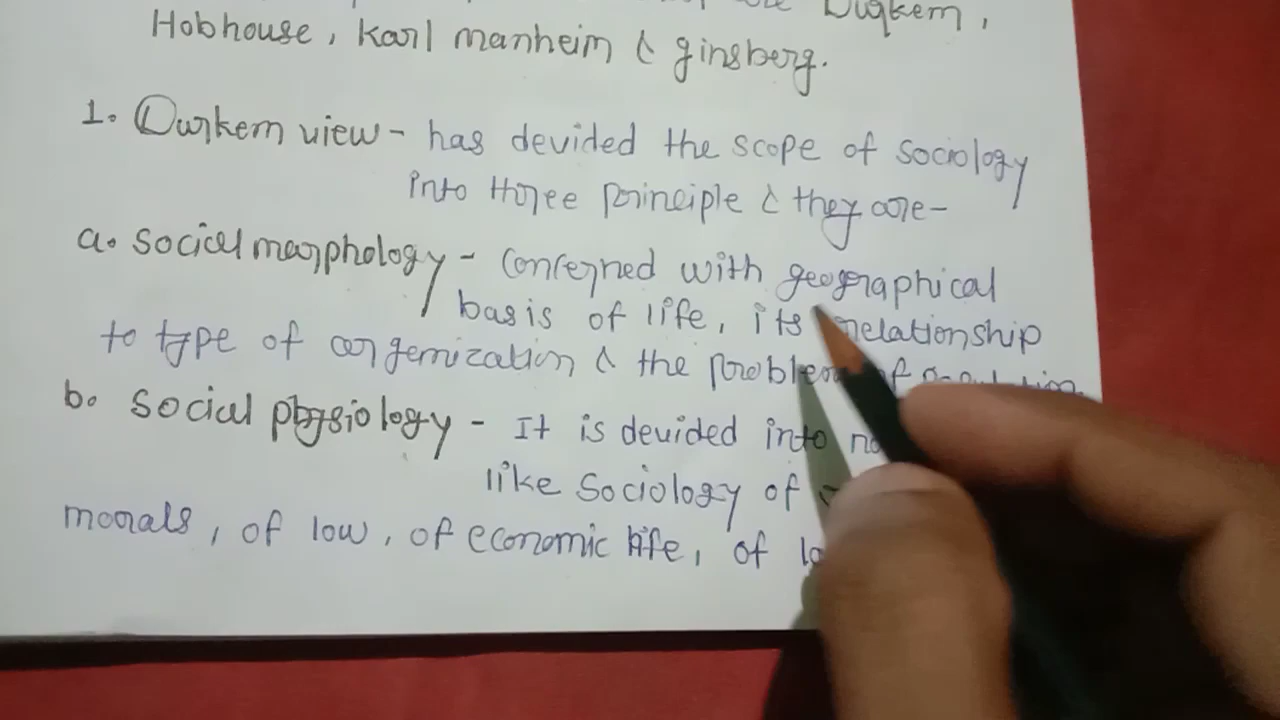 Hobhouse, Karl manheim & ginsberg.
1. Durkem view - has devided the scope of sociology
into three principle & they are -
a. Social morphology - concerned with geographical
basis of life, its relationship
to type of organization & the problem of
b. Social physiology - It is devided into
like Sociology of
morals, of low, of economic life, of